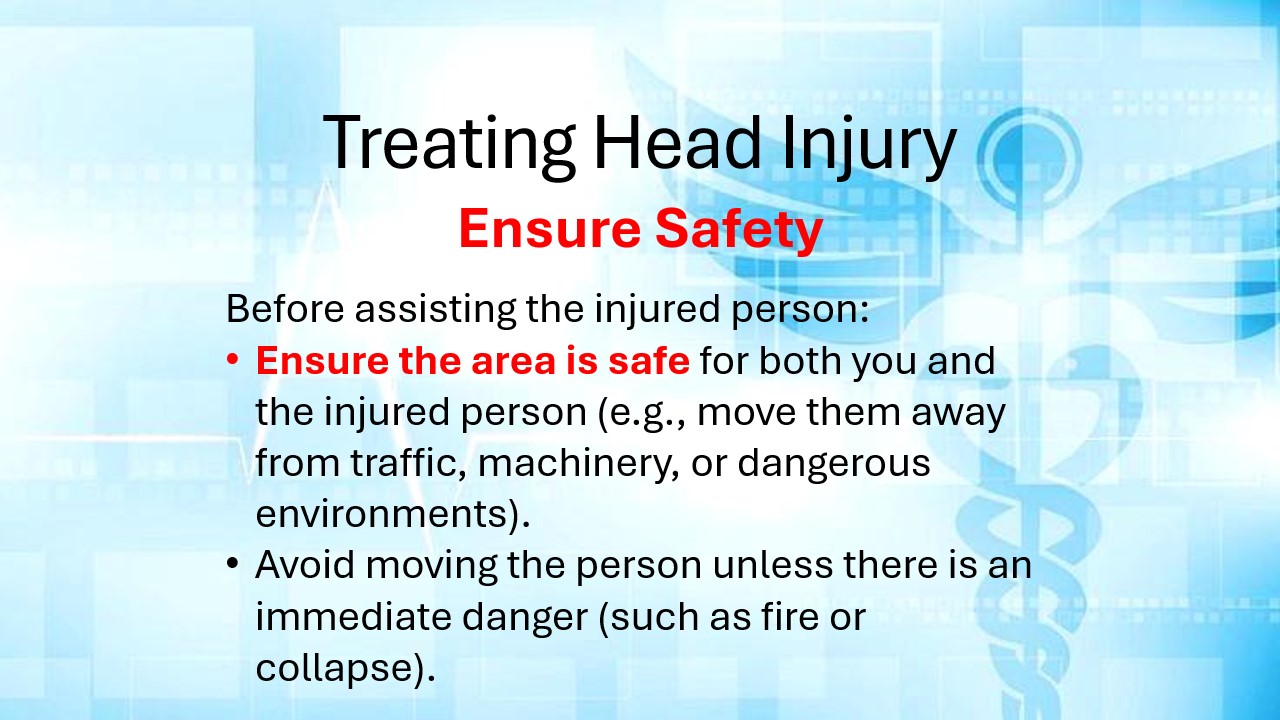 Treating Head Injury
Ensure Safety
Before assisting the injured person:
• Ensure the area is safe for both you and
the injured person (e.g., move them away
from traffic, machinery, or dangerous
environments).
• Avoid moving the person unless there is an
immediate danger (such as fire or
collapse).